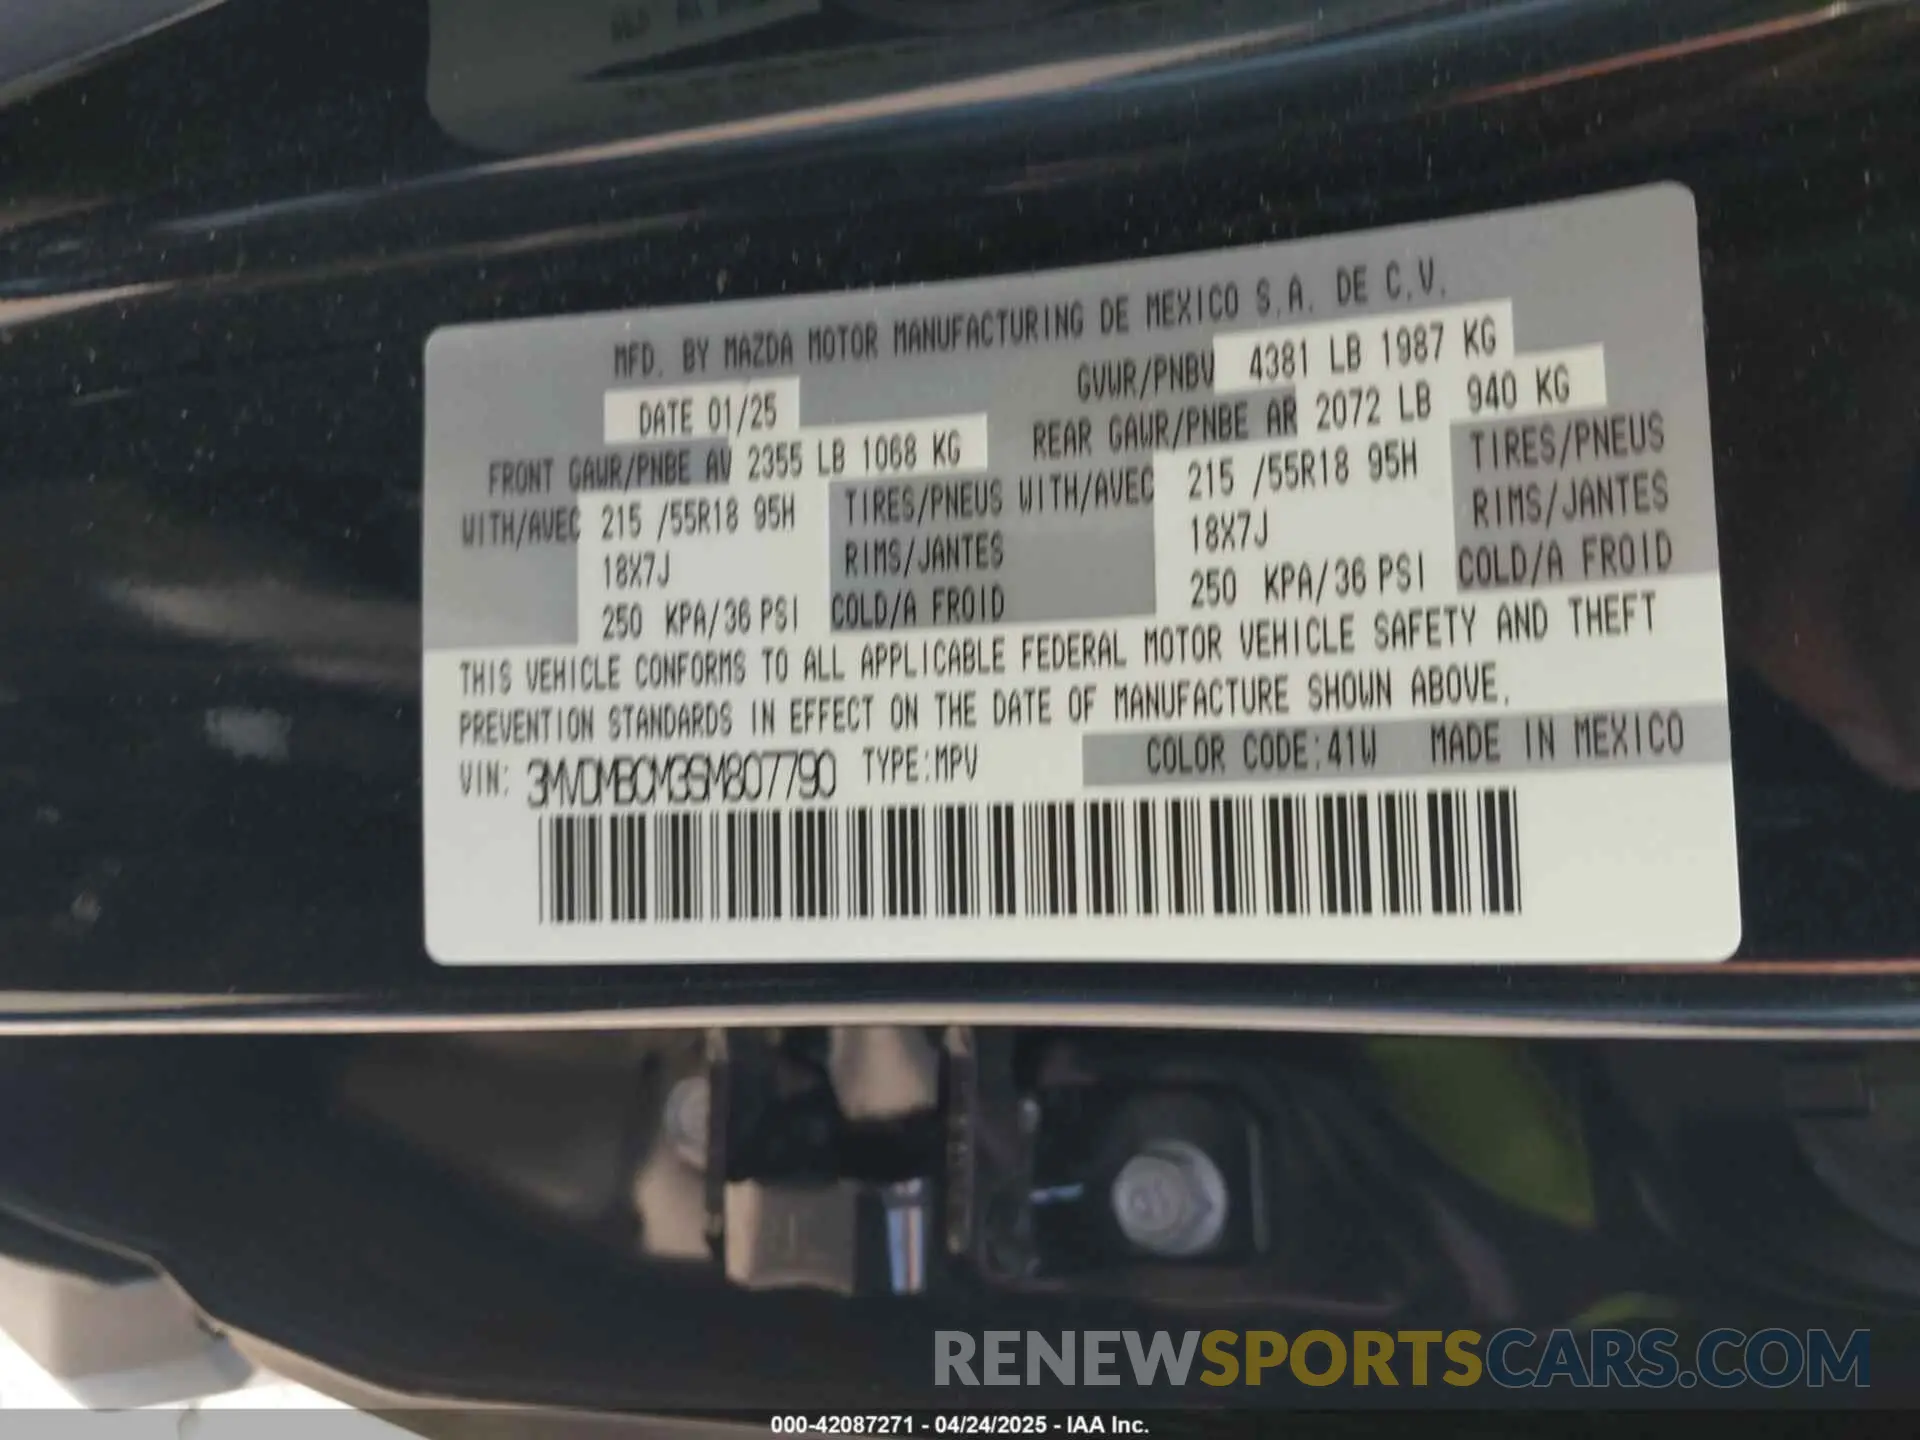 MFD. BY MAZDA MOTOR MANUFACTURING DE MEXICO S.A. DE C.V.
DATE 01/25 GVWR/PNBV 4381 LB 1987 KG
FRONT GAWR/PNBE AV 2355 LB 1068 KG REAR GAWR/PNBE AR 2072 LB 940 KG
WITH/AVEC 215 /55R18 95H TIRES/PNEUS WITH/AVEC 215 /55R18 95H TIRES/PNEUS
18X7J RIMS/JANTES 18X7J RIMS/JANTES
250 KPA/36 PSI COLD/A FROID 250 KPA/36 PSI COLD/A FROID
THIS VEHICLE CONFORMS TO ALL APPLICABLE FEDERAL MOTOR VEHICLE SAFETY AND THEFT
PREVENTION STANDARDS IN EFFECT ON THE DATE OF MANUFACTURE SHOWN ABOVE.
VIN: 3MVDMBCM3SM807790 TYPE:MPV COLOR CODE:41W MADE IN MEXICO
RENEWSPORTSCARS.COM
000-42087271 - 04/24/2025 - IAA Inc.